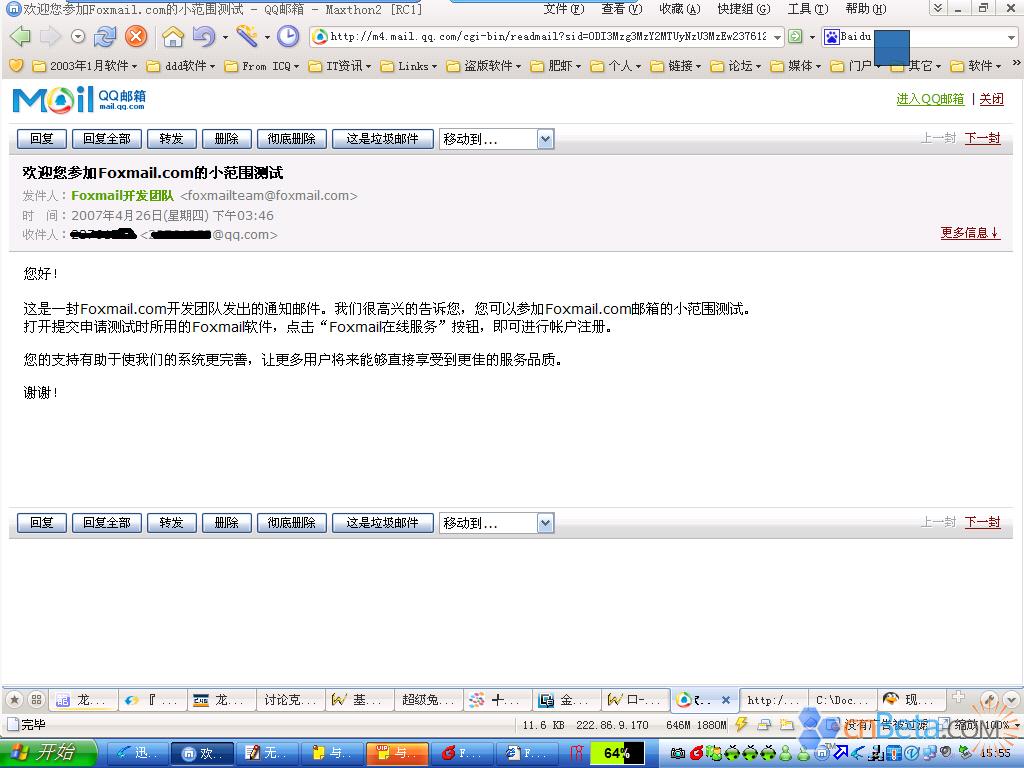 欢迎您参加Foxmail.com的小范围测试 - QQ邮箱 - Maxthon2 [RC1] 文件(F) 查看(V) 收藏(A) 快捷组(G) 工具(T) 帮助(H)
http://m4.mail.qq.com/cgi-bin/readmail?sid=ODI3Mzg3MzY2MTUyNzU3MzEw237612 Baidu
2003年1月软件 ddd软件 From ICQ IT资讯 Links 盗版软件 肥虾 个人 链接 论坛 媒体 门户 其它 软件
Mail QQ邮箱 进入QQ邮箱 | 关闭
mail.qq.com
回复 回复全部 转发 删除 彻底删除 这是垃圾邮件 移动到... 上一封 下一封
欢迎您参加Foxmail.com的小范围测试
发件人：Foxmail开发团队 <foxmailteam@foxmail.com>
时 间：2007年4月26日(星期四) 下午03:46
收件人： @qq.com> 更多信息↓
您好！
这是一封Foxmail.com开发团队发出的通知邮件。我们很高兴的告诉您，您可以参加Foxmail.com邮箱的小范围测试。
打开提交申请测试时所用的Foxmail软件，点击“Foxmail在线服务”按钮，即可进行帐户注册。
您的支持有助于使我们的系统更完善，让更多用户将来能够直接享受到更佳的服务品质。
谢谢！
回复 回复全部 转发 删除 彻底删除 这是垃圾邮件 移动到... 上一封 下一封
龙... 『... 龙... 讨论克... 基... 超级兔... 十... 金... 口-... http:/... C:\Doc... 现...
完毕 11.6 KB 222.86.9.170 646M 1880M 没有广告被过滤 缩放 100%
cnBeta.COM
开始 迅... 欢... 无... 与... 与... F... F... 64% 15:55